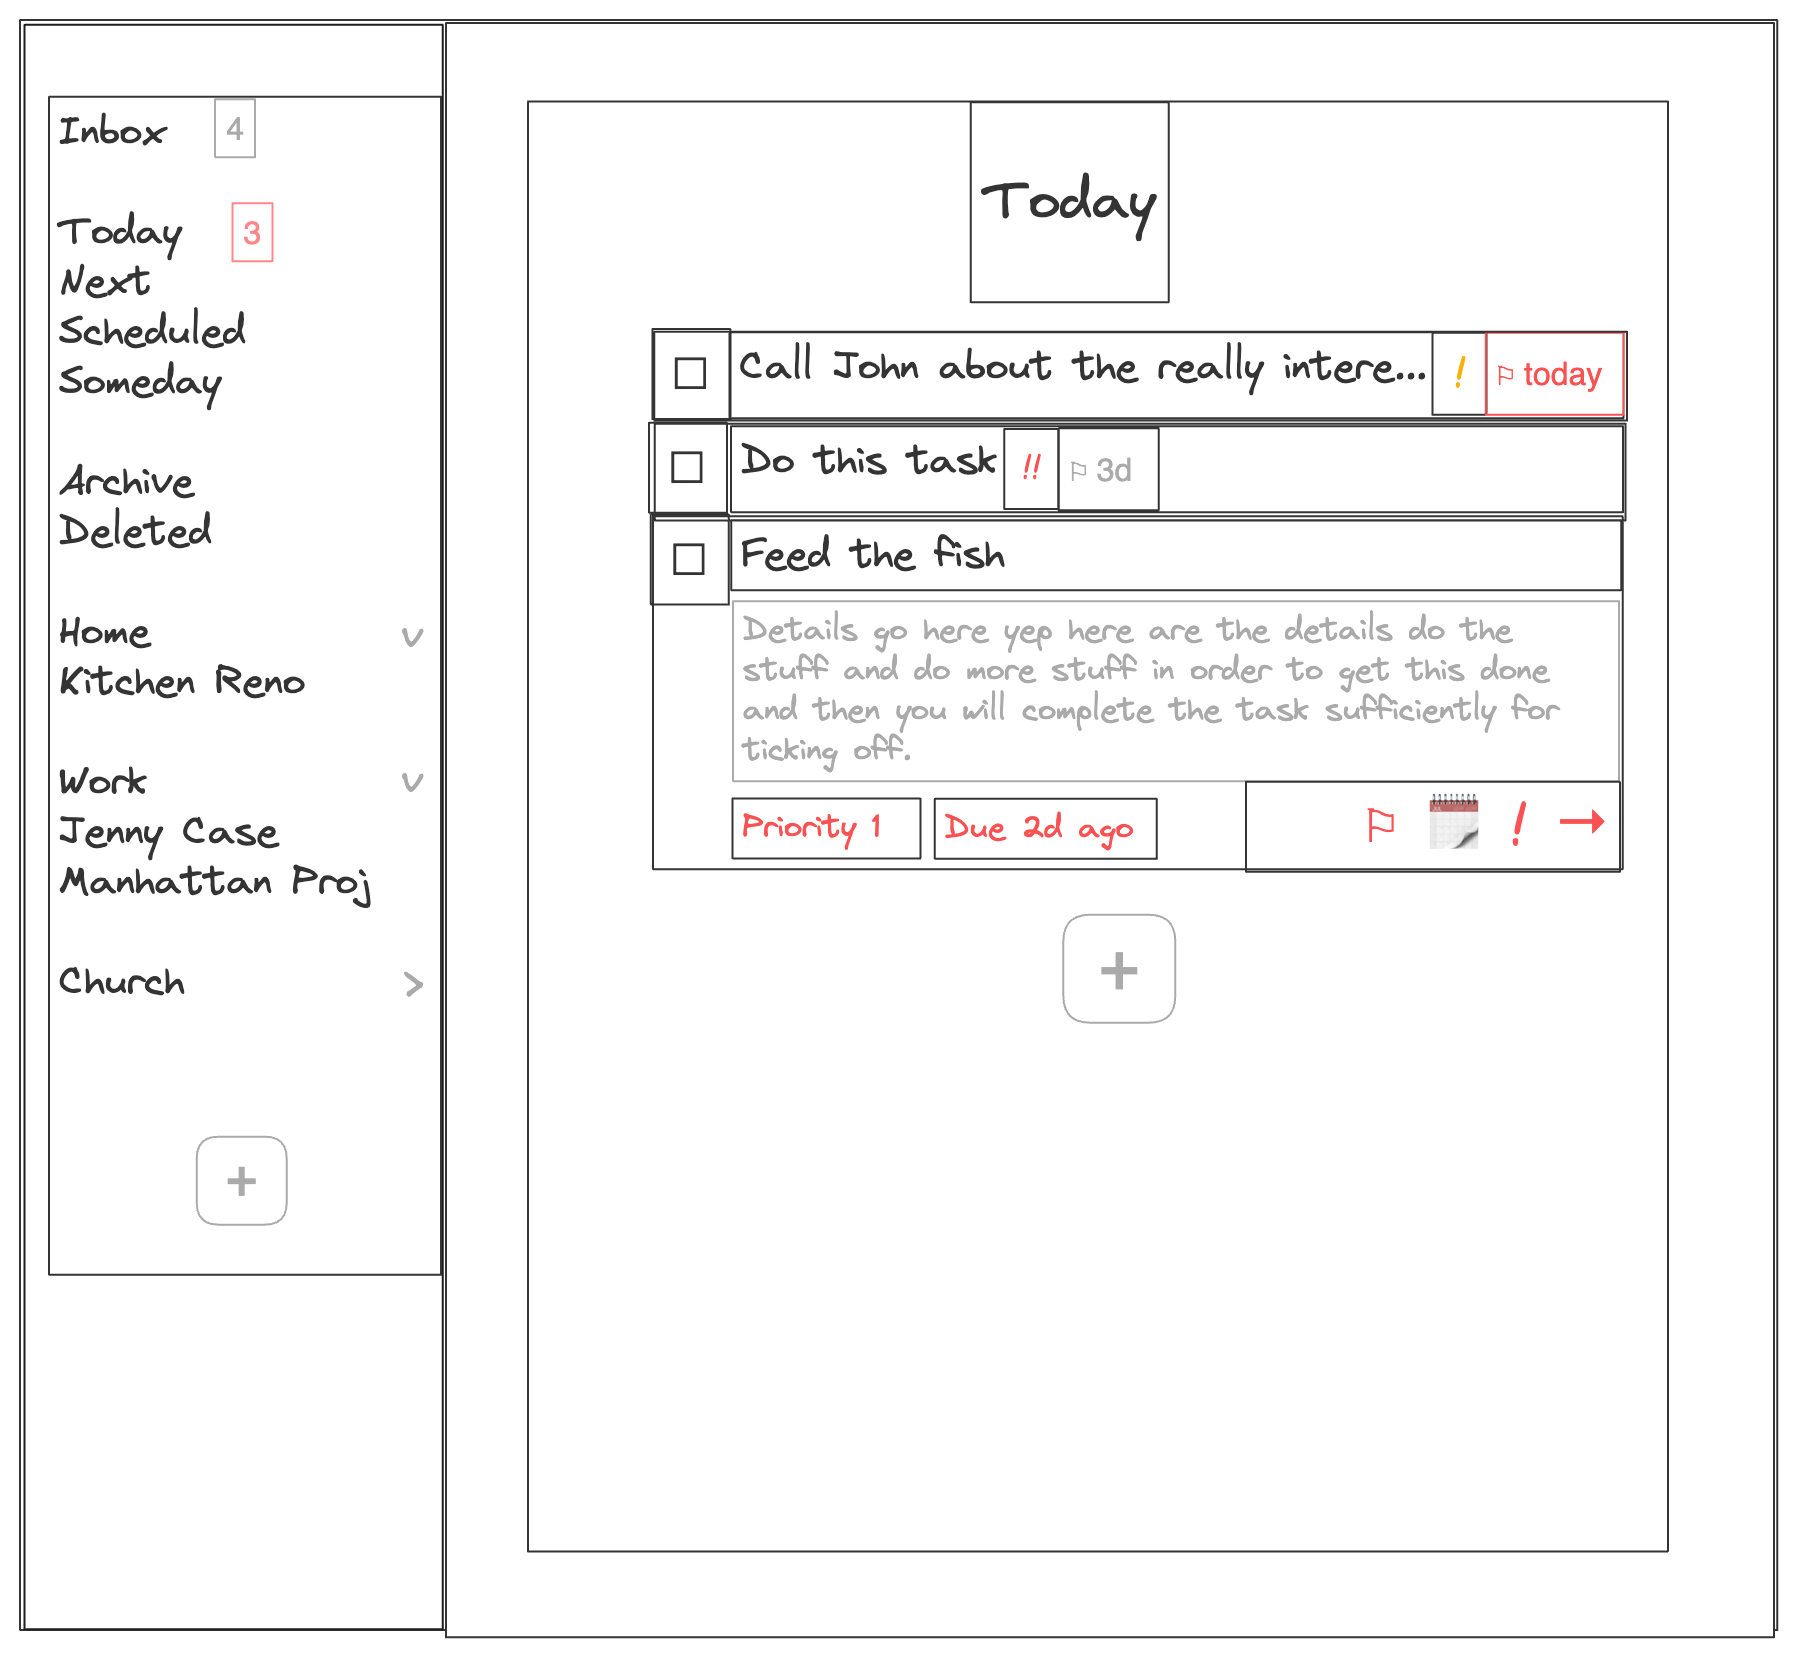 Inbox 4
Today 3
Next
Scheduled
Someday
Archive
Deleted
Home
Kitchen Reno
Work
Jenny Case
Manhattan Proj
Church
+
Today
Call John about the really intere... ! today
Do this task !! 3d
Feed the fish
Details go here yep here are the details do the
stuff and do more stuff in order to get this done
and then you will complete the task sufficiently for
ticking off.
Priority 1 Due 2d ago !
+